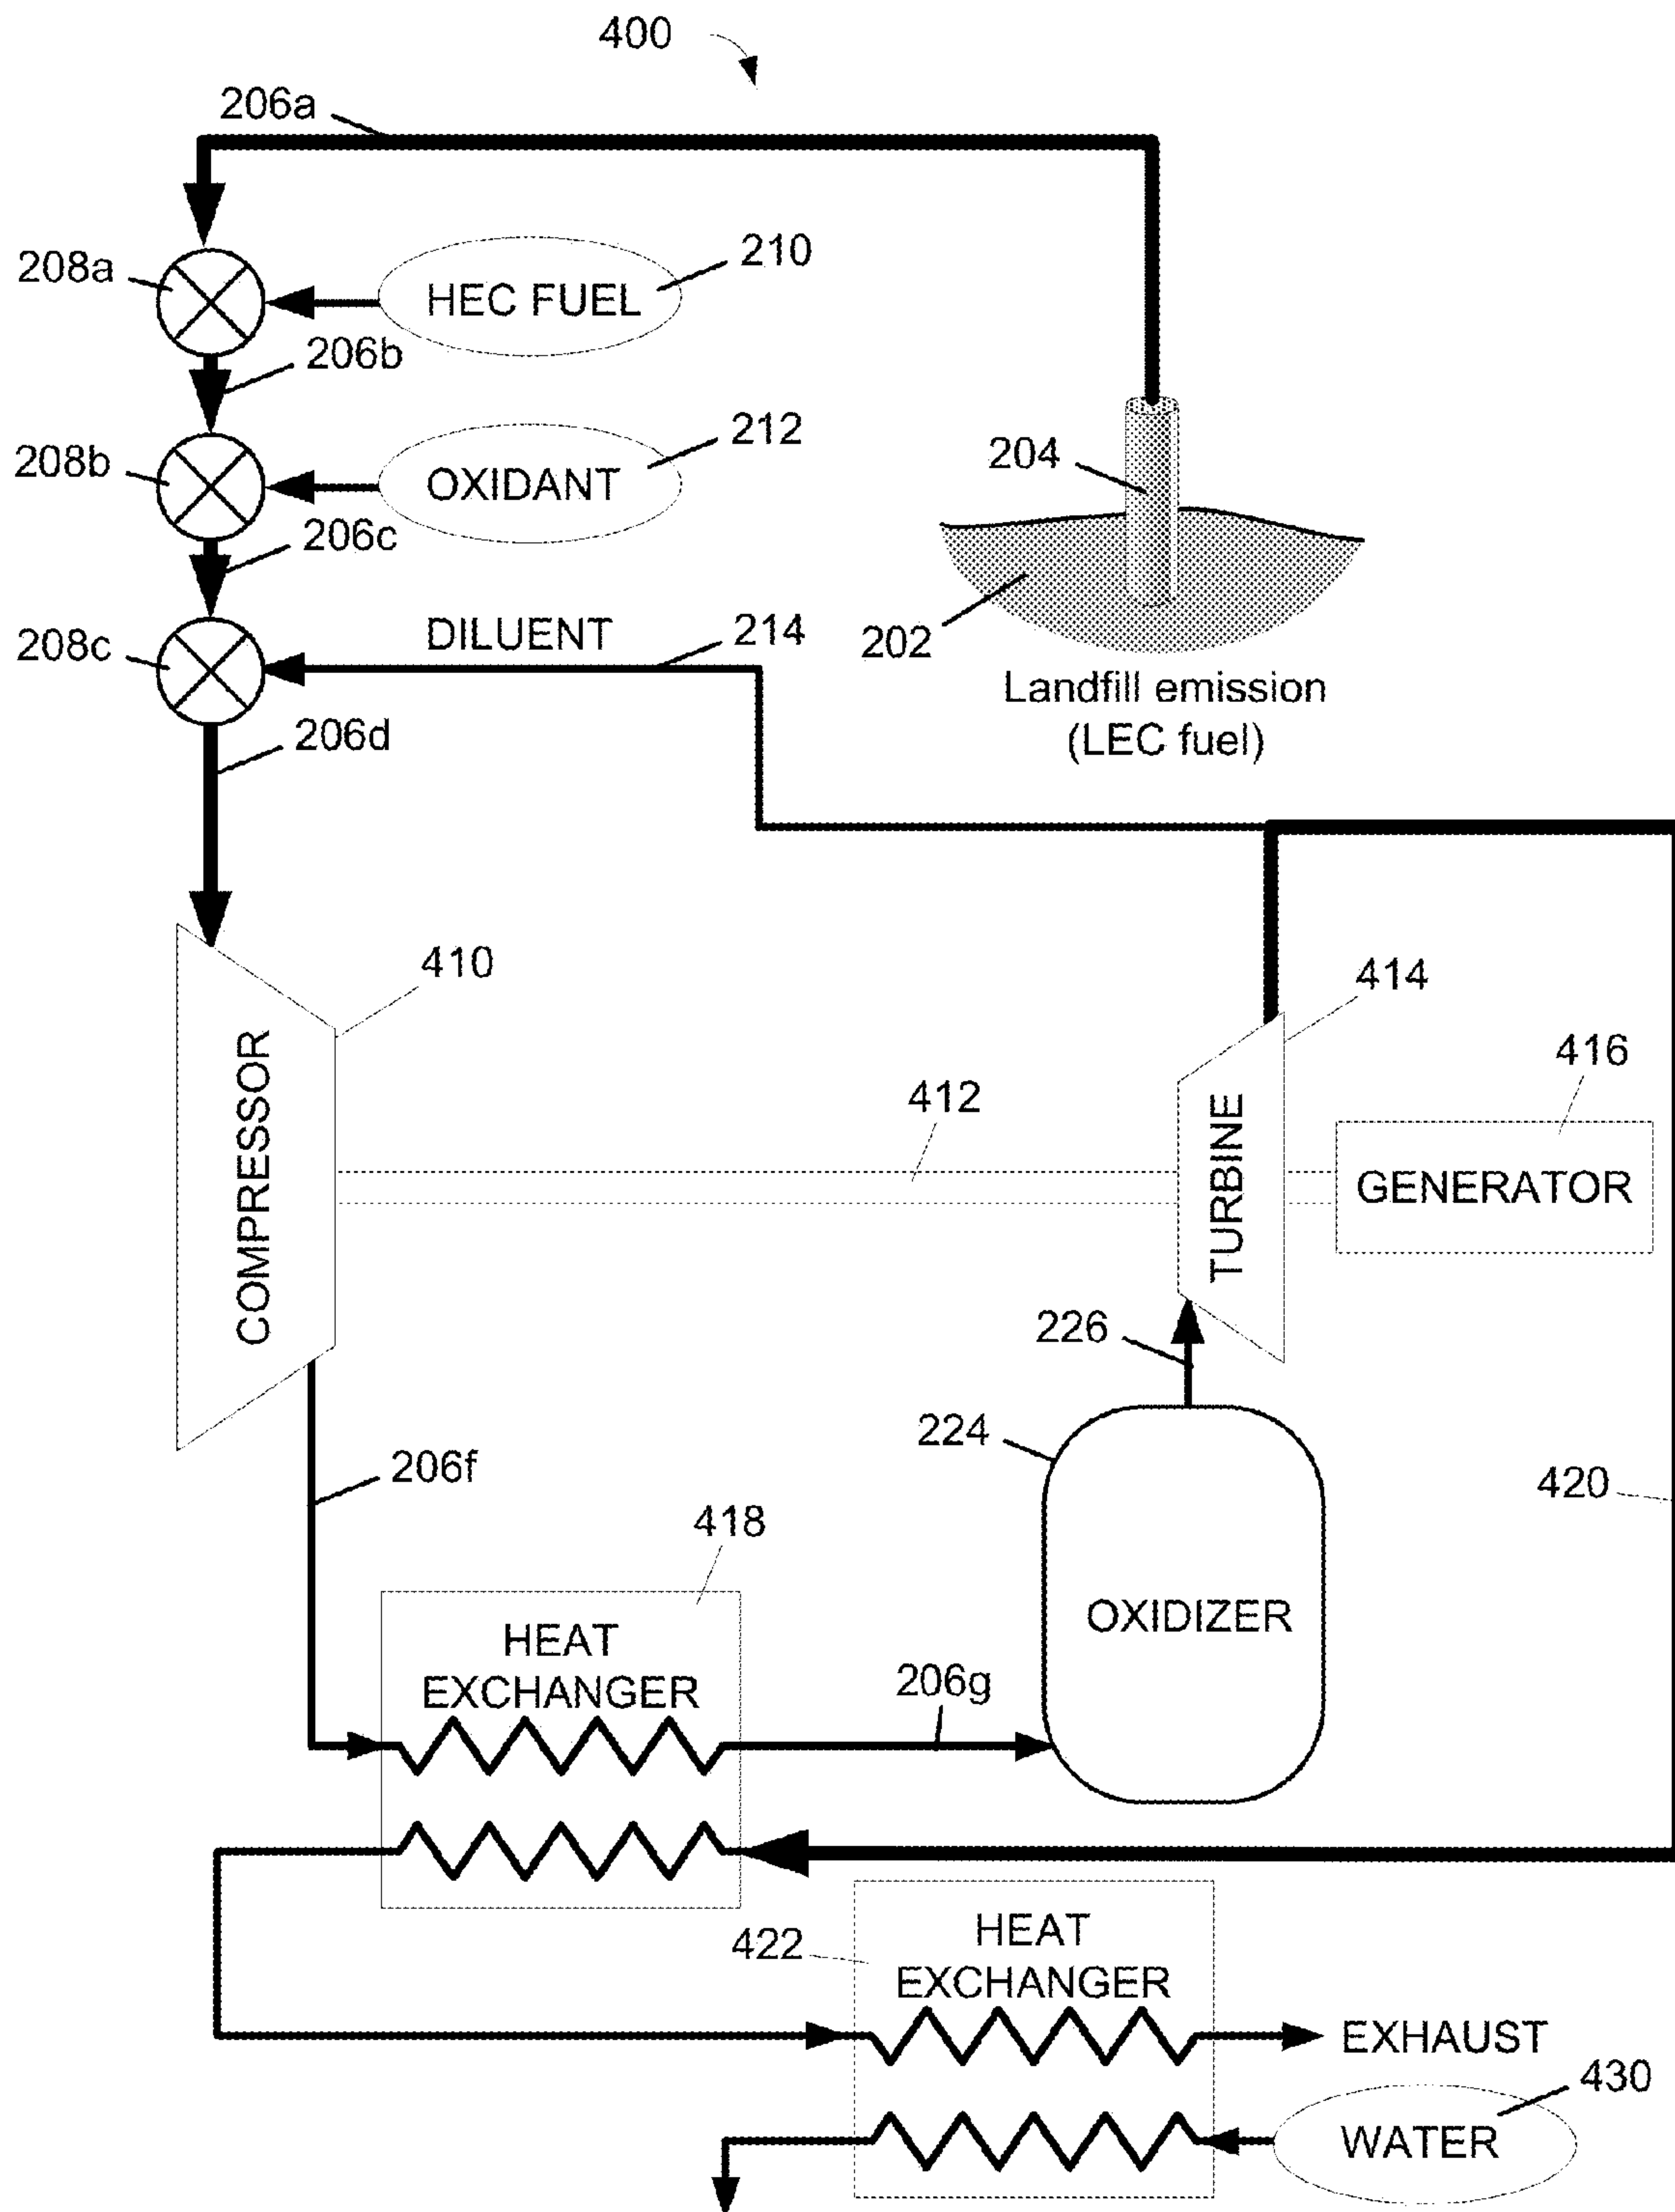 400
206a
208a
HEC FUEL
210
206b
208b
OXIDANT
212
204
206c
208c
DILUENT
214
202
Landfill emission
(LEC fuel)
206d
410
414
COMPRESSOR
412
TURBINE
416
GENERATOR
226
224
206f
420
418
HEAT
EXCHANGER
206g
OXIDIZER
422
HEAT
EXCHANGER
EXHAUST
430
WATER